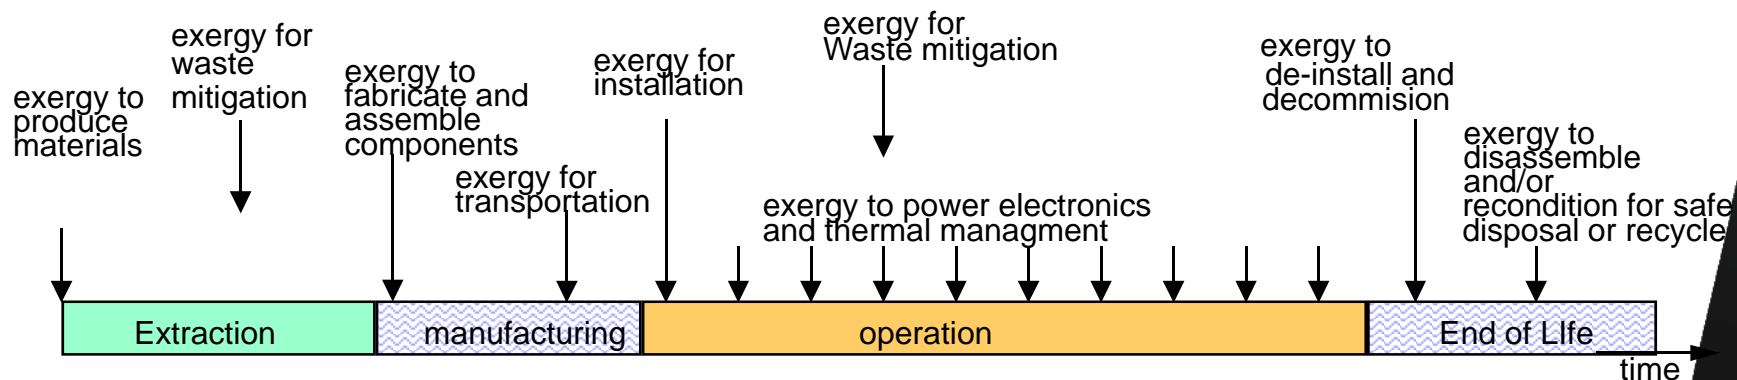 exergy to
produce
materials
exergy for
waste
mitigation
exergy to
fabricate and
assemble
components
exergy for
transportation
exergy for
installation
exergy for
Waste mitigation
exergy to power electronics
and thermal managment
exergy to
de-install and
decommision
exergy to
disassemble
and/or
recondition for safe
disposal or recycle
Extraction
manufacturing
operation
End of LIfe
time